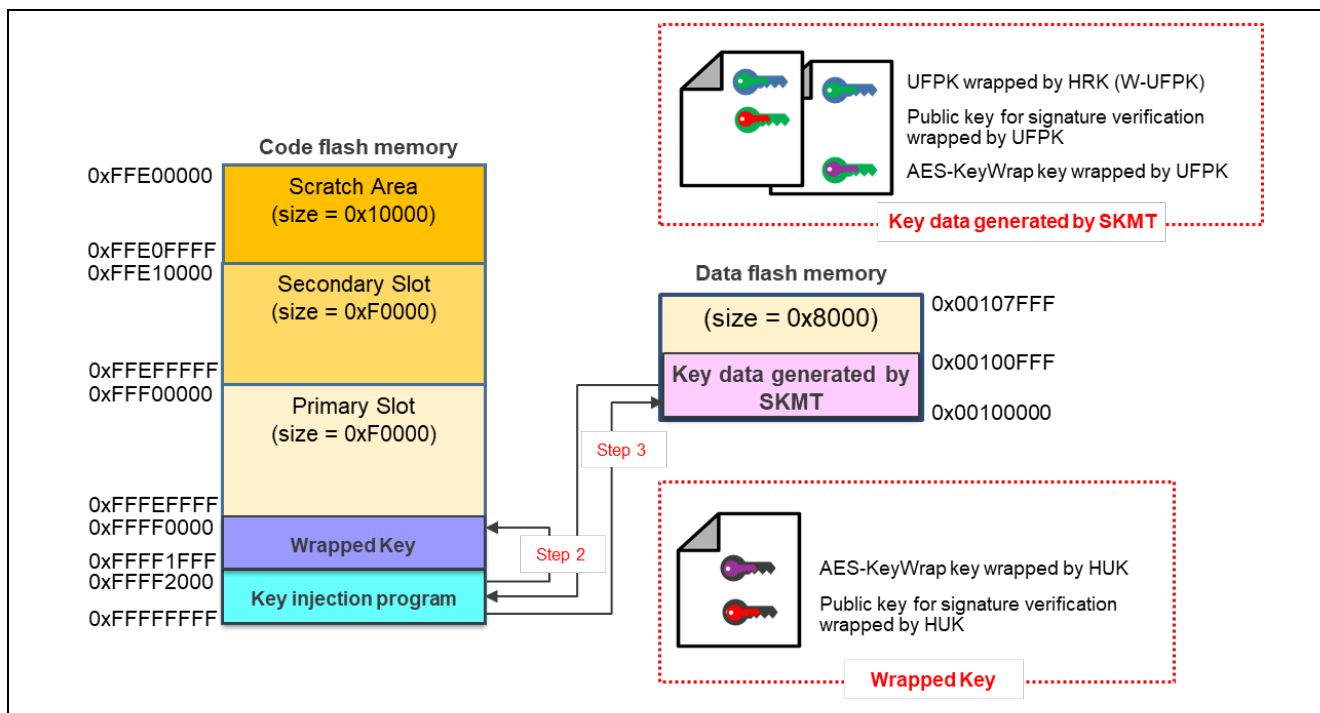 Code flash memory
0xFFE00000
Scratch Area
(size = 0x10000)
0xFFE0FFFF
0xFFE10000
Secondary Slot
(size = 0xF0000)
0xFFEFFFFF
0xFFF00000
Primary Slot
(size = 0xF0000)
0xFFFEFFFF
0xFFFF0000
Wrapped Key
0xFFFF1FFF
0xFFFF2000
Key injection program
0xFFFFFFFF
Step 2
Step 3
UFPK wrapped by HRK (W-UFPK)
Public key for signature verification
wrapped by UFPK
AES-KeyWrap key wrapped by UFPK
Key data generated by SKMT
Data flash memory
(size = 0x8000)
0x00107FFF
0x00100FFF
Key data generated by
SKMT
0x00100000
AES-KeyWrap key wrapped by HUK
Public key for signature verification
wrapped by HUK
Wrapped Key